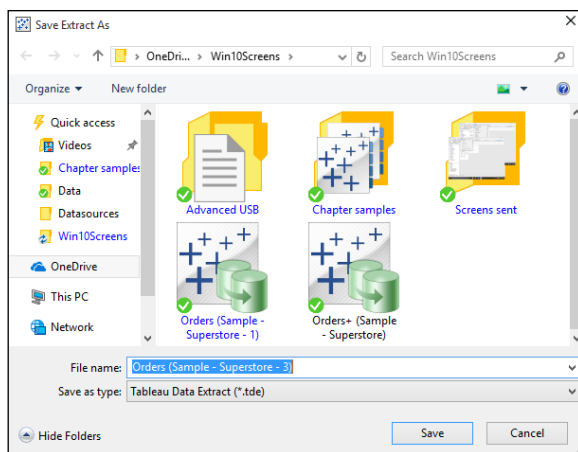 Save Extract As
OneDri... Win10Screens
Search Win10Screens
Organize
New folder
Quick access
Videos
Chapter samples
Data
Datasources
Win10Screens
OneDrive
This PC
Network
Advanced USB
Chapter samples
Screens sent
Orders (Sample -
Superstore - 1)
Orders+ (Sample
- Superstore)
File name: Orders (Sample - Superstore - 3)
Save as type: Tableau Data Extract (*.tde)
Hide Folders
Save
Cancel